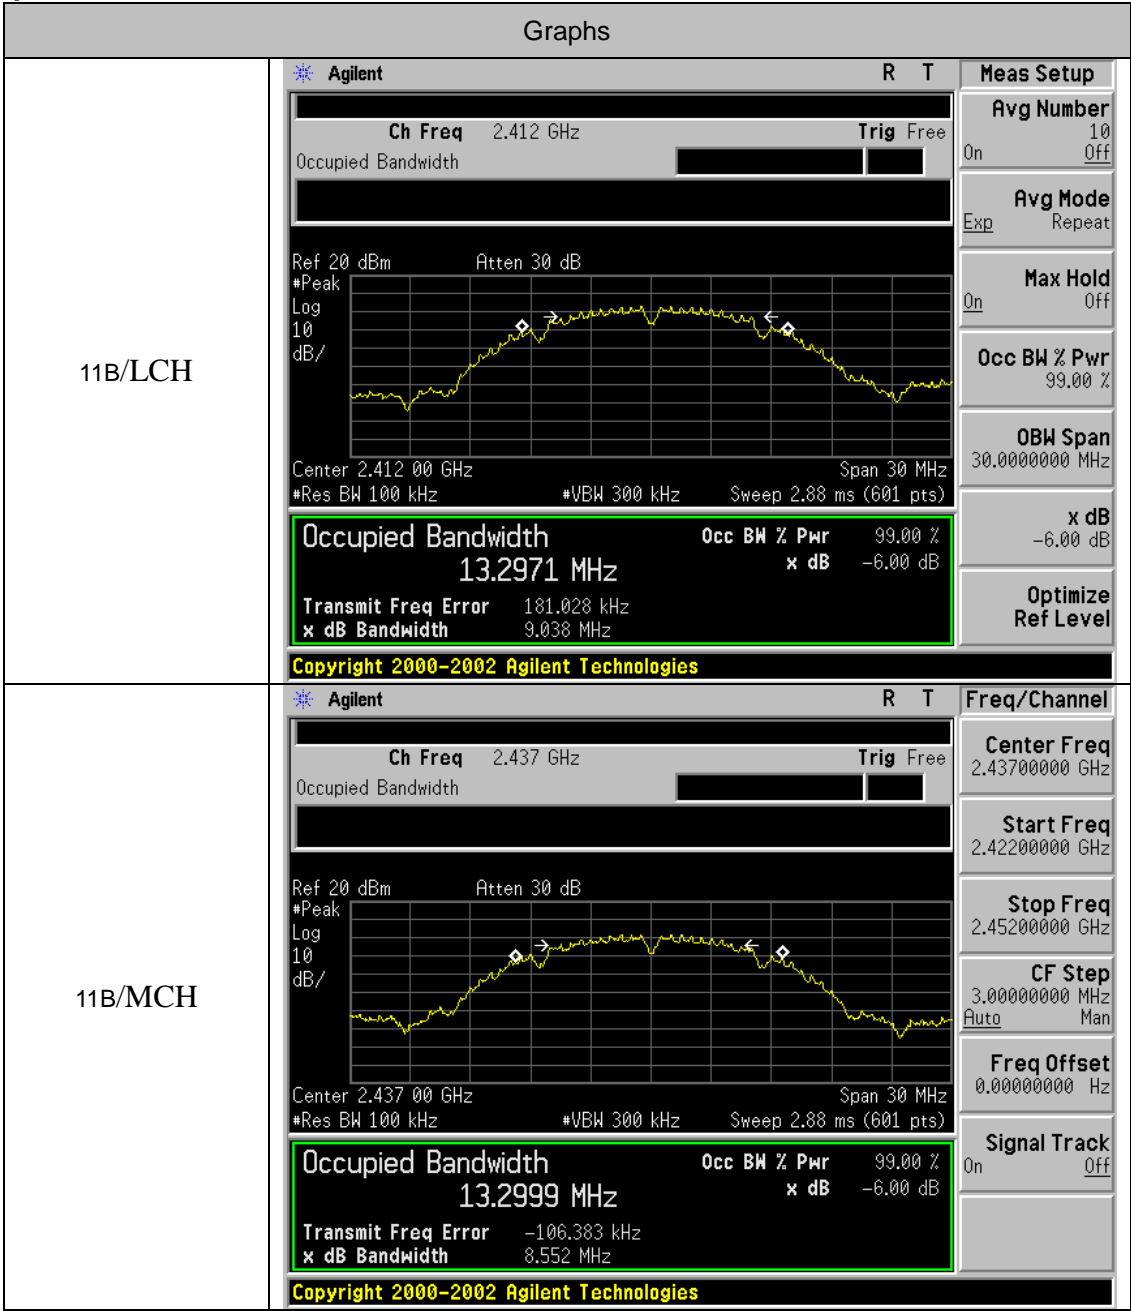 Graphs
11B/LCH
Agilent R T
Meas Setup
Ch Freq 2.412 GHz Trig Free
Occupied Bandwidth
Ref 20 dBm Atten 30 dB
#Peak
Log
10
dB/
Center 2.412 00 GHz Span 30 MHz
#Res BW 100 kHz #VBW 300 kHz Sweep 2.88 ms (601 pts)
Occupied Bandwidth Occ BW % Pwr 99.00 %
13.2971 MHz x dB -6.00 dB
Transmit Freq Error 181.028 kHz
x dB Bandwidth 9.038 MHz
Copyright 2000-2002 Agilent Technologies
Avg Number
10
On Off
Avg Mode
Exp Repeat
Max Hold
On Off
Occ BW % Pwr
99.00 %
OBW Span
30.0000000 MHz
x dB
-6.00 dB
Optimize
Ref Level
11B/MCH
Agilent R T
Freq/Channel
Ch Freq 2.437 GHz Trig Free
Occupied Bandwidth
Ref 20 dBm Atten 30 dB
#Peak
Log
10
dB/
Center 2.437 00 GHz Span 30 MHz
#Res BW 100 kHz #VBW 300 kHz Sweep 2.88 ms (601 pts)
Occupied Bandwidth Occ BW % Pwr 99.00 %
13.2999 MHz x dB -6.00 dB
Transmit Freq Error -106.383 kHz
x dB Bandwidth 8.552 MHz
Copyright 2000-2002 Agilent Technologies
Center Freq
2.43700000 GHz
Start Freq
2.42200000 GHz
Stop Freq
2.45200000 GHz
CF Step
3.00000000 MHz
Auto Man
Freq Offset
0.00000000 Hz
Signal Track
On Off